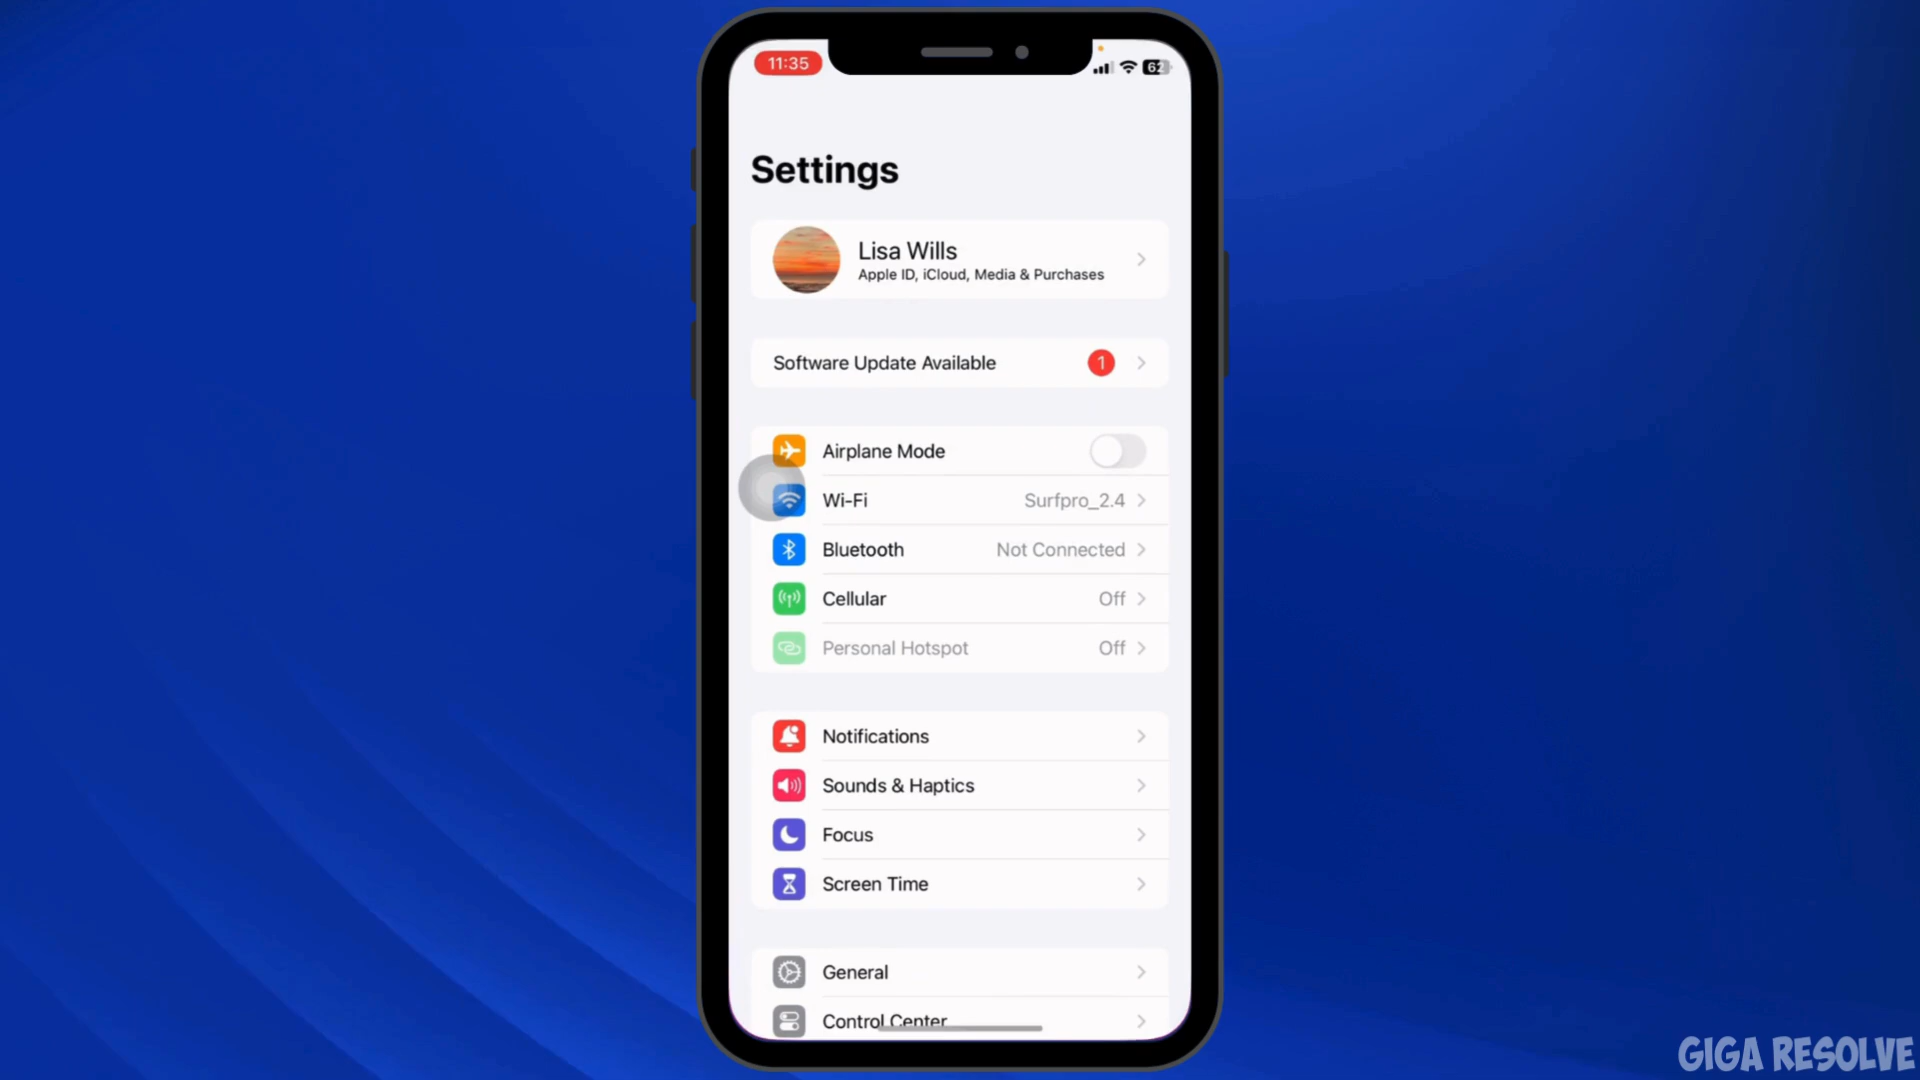 11:35
62
Settings
Lisa Wills
Apple ID, iCloud, Media & Purchases
Software Update Available 1
Airplane Mode
Wi-Fi Surfpro_2.4
Bluetooth Not Connected
Cellular Off
Personal Hotspot Off
Notifications
Sounds & Haptics
Focus
Screen Time
General
Control Center
GIGA RESOLVE